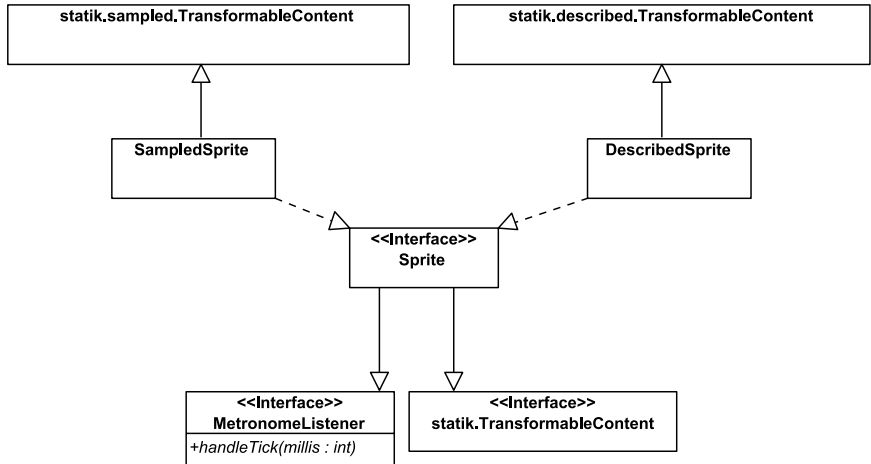 statik.sampled.TransformableContent
statik.described.TransformableContent
SampledSprite
DescribedSprite
<<Interface>>
Sprite
<<Interface>>
MetronomeListener
+handleTick(millis : int)
<<Interface>>
statik.TransformableContent